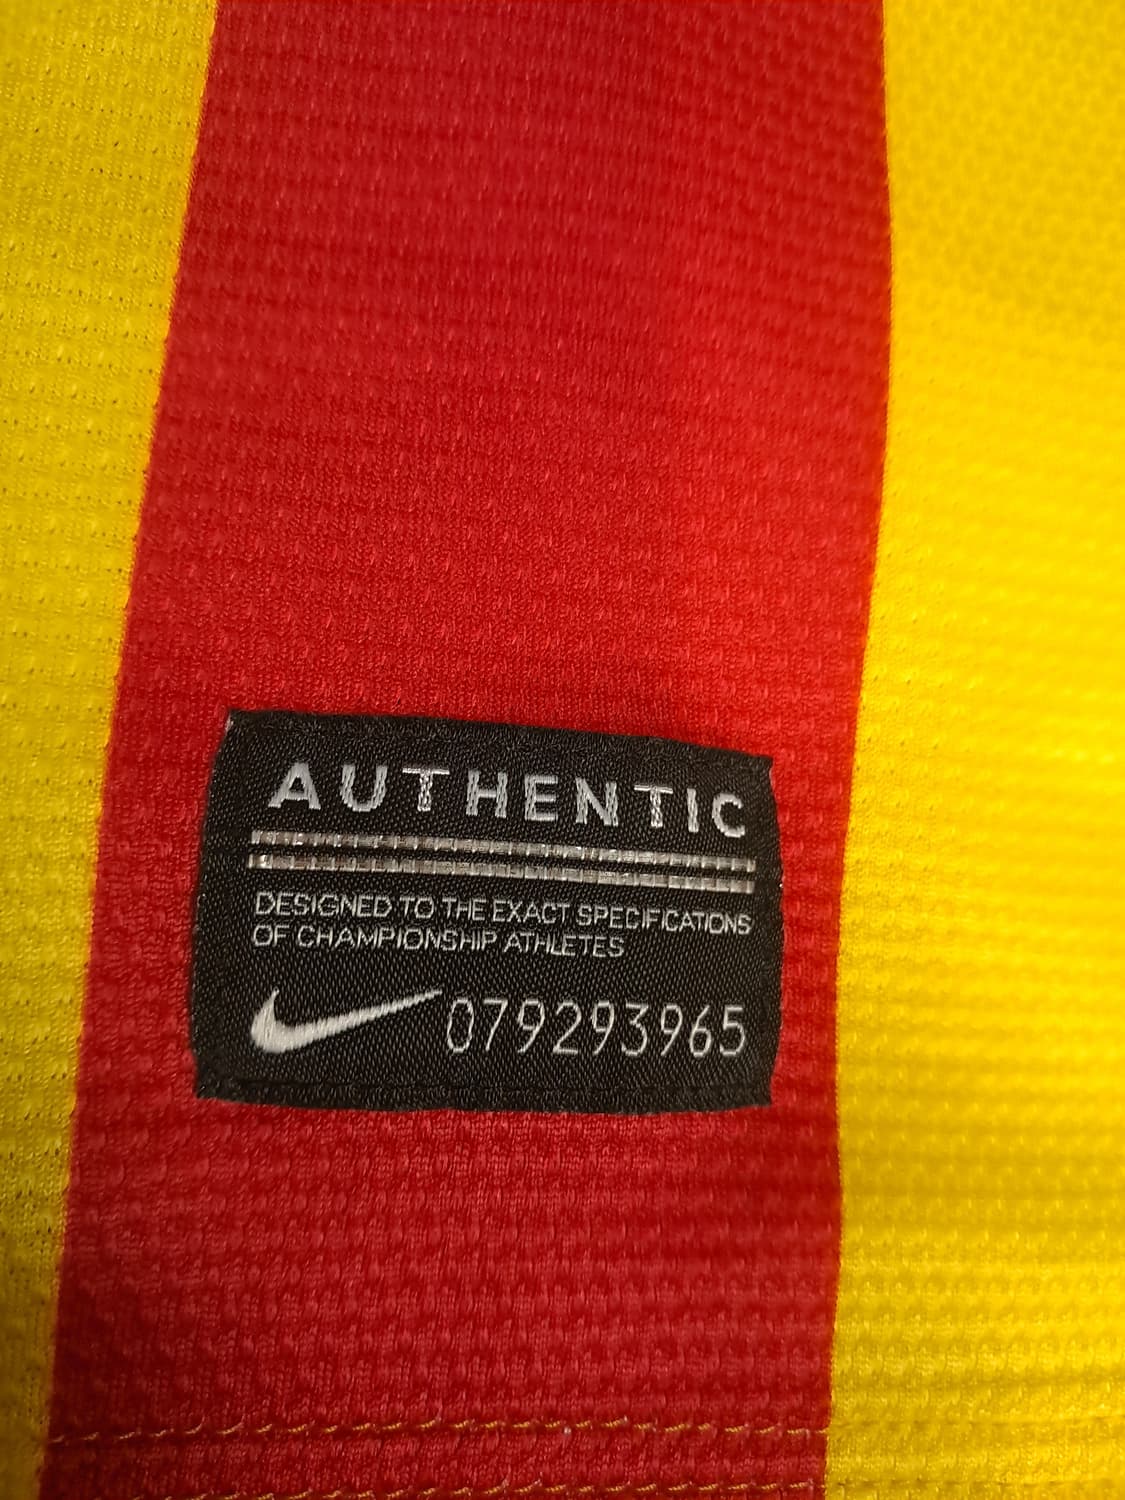 AUTHENTIC
DESIGNED TO THE EXACT SPECIFICATIONS
OF CHAMPIONSHIP ATHLETES
079293965